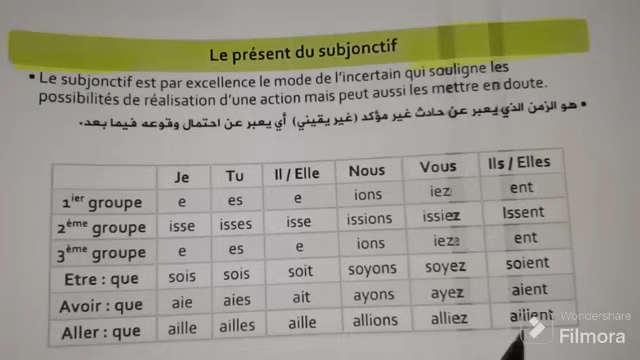 Le présent du subjonctif
• Le subjonctif est par excellence le mode de l'incertain qui souligne les
possibilités de réalisation d'une action mais peut aussi les mettre en doute.
• هو الزمن الذي يعبر عن حادث غير مؤكد (غير يقيني) أي يعبر عن احتمال وقوعه فيما بعد.
Je Tu Il / Elle Nous Vous Ils / Elles
1ier groupe e es e ions iez ent
2ème groupe isse isses isse issions issiez Issent
3ème groupe e es e ions iez ent
Etre : que sois sois soit soyons soyez soient
Avoir : que aie aies ait ayons ayez aient
Aller : que aille ailles aille allions alliez aillent
Wondershare
Filmora